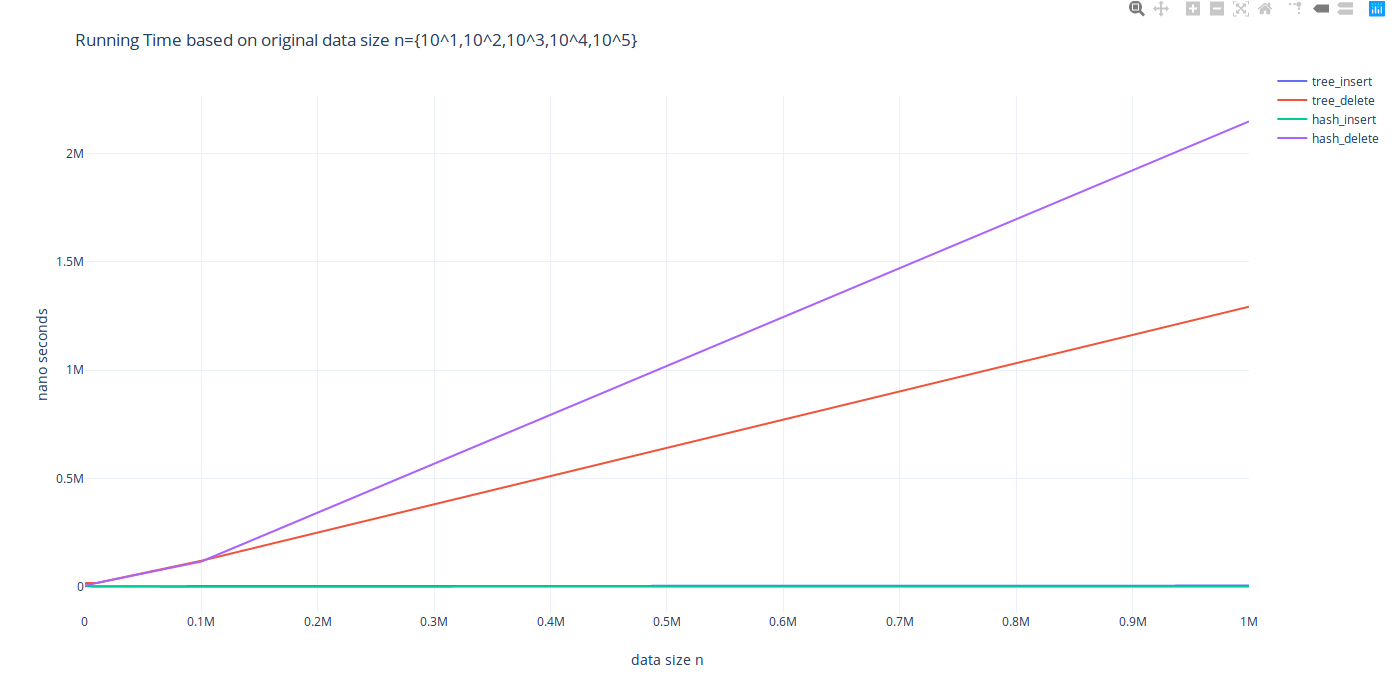 Running Time based on original data size n={10^1,10^2,10^3,10^4,10^5}
tree_insert
tree_delete
hash_insert
hash_delete
2M
1.5M
1M
0.5M
0
nano seconds
0 0.1M 0.2M 0.3M 0.4M 0.5M 0.6M 0.7M 0.8M 0.9M 1M
data size n